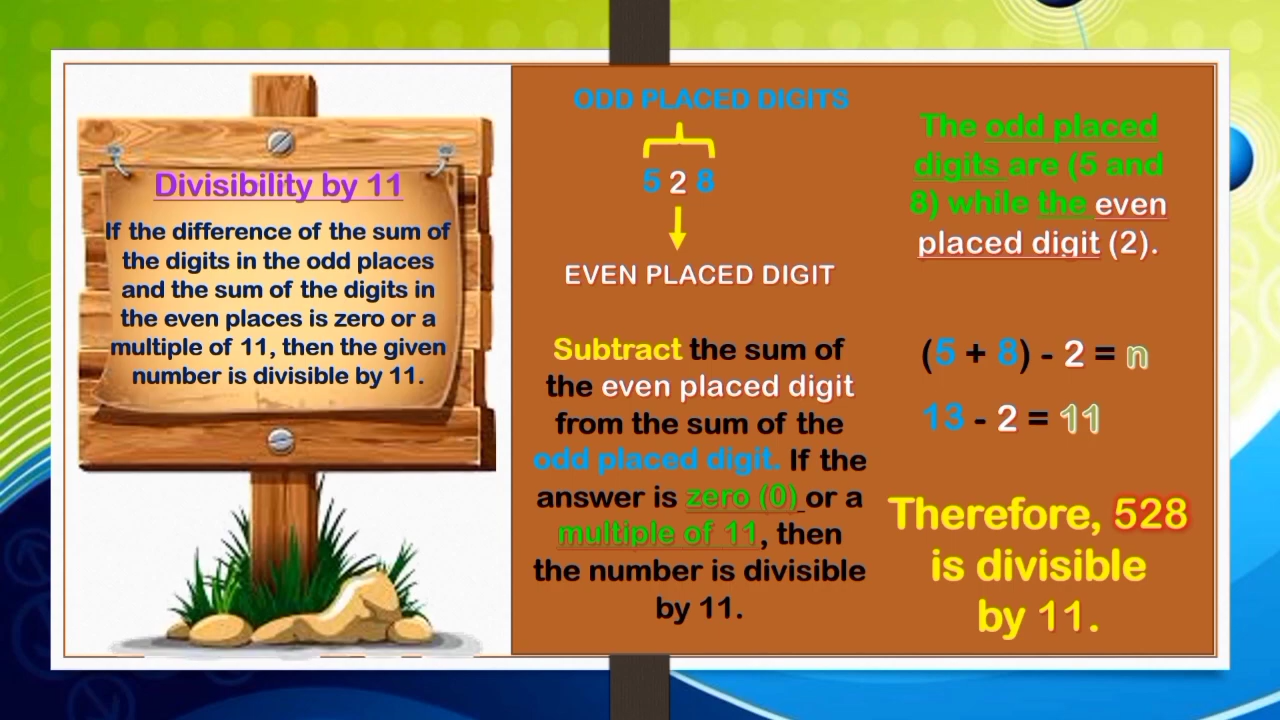 Divisibility by 11
If the difference of the sum of
the digits in the odd places
and the sum of the digits in
the even places is zero or a
multiple of 11, then the given
number is divisible by 11.
ODD PLACED DIGITS
5 2 8
EVEN PLACED DIGIT
Subtract the sum of
the even placed digit
from the sum of the
odd placed digit. If the
answer is zero (0) or a
multiple of 11, then
the number is divisible
by 11.
The odd placed
digits are (5 and
8) while the even
placed digit (2).
(5 + 8) - 2 = n
13 - 2 = 11
Therefore, 528
is divisible
by 11.